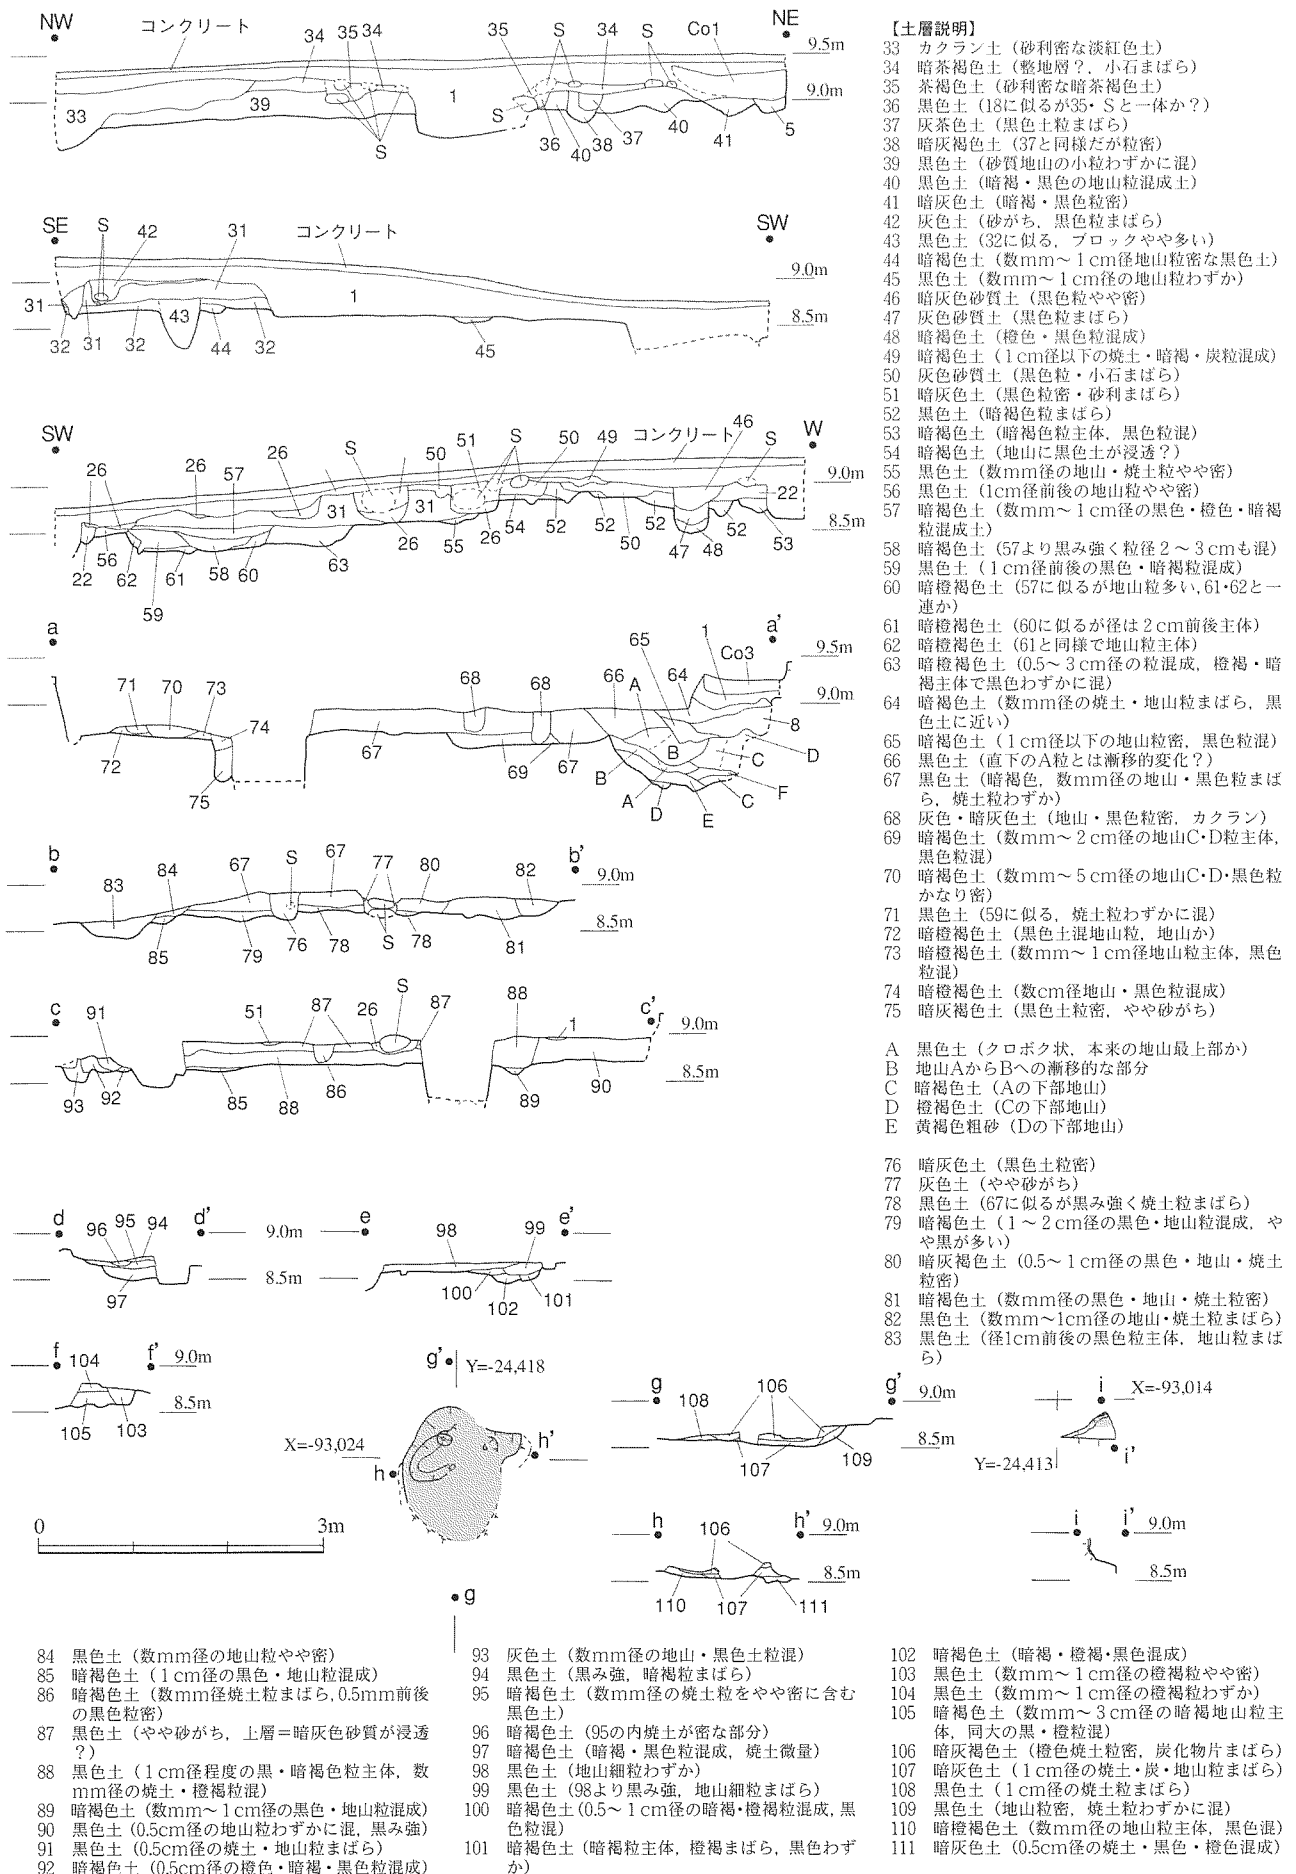 NW
コンクリート
34
35
34
35
S
34
S
Co1
NE
9.5m
9.0m
33
39
S
1
S
36
40
38
37
40
41
5
SE
S
42
31
コンクリート
SW
9.0m
8.5m
31
1
32
31
32
43
44
32
45
SW
26
26
57
26
S
50
51
S
50
49
コンクリート
46
S
W
9.0m
8.5m
22
31
31
22
56
62
61
58
60
63
26
55
26
54
52
52
50
52
47
48
52
53
59
a
71
70
73
74
72
75
68
68
66
65
A
64
1
Co3
a'
9.5m
9.0m
67
69
67
B
B
A
D
E
C
F
C
D
8
b
83
84
67
S
67
77
80
82
b'
9.0m
8.5m
85
79
76
78
S
78
81
c
91
51
87
26
S
87
88
1
c'
9.0m
8.5m
93
92
85
88
86
89
90
d
96
95
94
d'
9.0m
8.5m
97
e
98
99
e'
100
102
101
f
104
f'
9.0m
8.5m
105
103
g'
Y=-24,418
X=-93,024
h
h'
g
g
108
106
g'
9.0m
8.5m
107
109
i
X=-93,014
Y=-24,413
i'
0
3m
h
106
h'
9.0m
8.5m
110
107
111
i
i'
9.0m
8.5m
【土層説明】
33 カクラン土（砂利密な淡紅色土）
34 暗茶褐色土（整地層？，小石まばら）
35 茶褐色土（砂利密な暗茶褐色土）
36 黒色土（18に似るが35・Sと一体か？）
37 灰茶色土（黒色土粒まばら）
38 暗灰褐色土（37と同様だが粒密）
39 黒色土（砂質地山の小粒わずかに混）
40 黒色土（暗褐・黒色の地山粒混成土）
41 暗灰色土（暗褐・黒色粒密）
42 灰色土（砂がち，黒色粒まばら）
43 黒色土（32に似る，ブロックやや多い）
44 暗褐色土（数mm～1cm径地山粒密な黒色土）
45 黒色土（数mm～1cm径の地山粒わずか）
46 暗灰色砂質土（黒色粒やや密）
47 灰色砂質土（黒色粒まばら）
48 暗褐色土（橙色・黒色粒混成）
49 暗褐色土（1cm径以下の焼土・暗褐・炭粒混成）
50 灰色砂質土（黒色粒・小石まばら）
51 暗灰色土（黒色粒密・砂利まばら）
52 黒色土（暗褐色粒まばら）
53 暗褐色土（暗褐色粒主体，黒色粒混）
54 暗褐色土（地山に黒色土が浸透？）
55 黒色土（数mm径の地山・焼土粒やや密）
56 黒色土（1cm径前後の地山粒やや密）
57 暗褐色土（数mm～1cm径の黒色・橙色・暗褐
粒混成土）
58 暗褐色土（57より黒み強く粒径2～3cmも混）
59 黒色土（1cm径前後の黒色・暗褐粒混成）
60 暗橙褐色土（57に似るが地山粒多い,61・62と一
連か）
61 暗橙褐色土（60に似るが径は2cm前後主体）
62 暗橙褐色土（61と同様で地山粒主体）
63 暗橙褐色土（0.5～3cm径の粒混成，橙褐・暗
褐主体で黒色わずかに混）
64 暗褐色土（数mm径の焼土・地山粒まばら，黒
色土に近い）
65 暗褐色土（1cm以下の地山粒密，黒色粒混）
66 黒色土（直下のA粒とは漸移的変化？）
67 黒色土（暗褐色，数mm径の地山・黒色粒まば
ら，焼土粒わずか）
68 灰色・暗灰色土（地山・黒色粒密，カクラン）
69 暗褐色土（数mm～2cm径の地山C・D粒主体，
黒色粒混）
70 暗褐色土（数mm～5cm径の地山C・D・黒色粒
かなり密）
71 黒色土（59に似る，焼土粒わずかに混）
72 暗橙褐色土（黒色土混地山粒，地山か）
73 暗橙褐色土（数mm～1cm径地山粒主体，黒色
粒混）
74 暗橙褐色土（数cm径地山・黒色粒混成）
75 暗灰褐色土（黒色土粒密，やや砂がち）
A 黒色土（クロボク状，本来の地山最上部か）
B 地山AからBへの漸移的な部分
C 暗褐色土（Aの下部地山）
D 橙褐色土（Cの下部地山）
E 黄褐色粗砂（Dの下部地山）
76 暗灰色土（黒色土粒密）
77 灰色土（やや砂がち）
78 黒色土（67に似るが黒み強く焼土粒まばら）
79 暗褐色土（1～2cm径の黒色・地山粒混成，や
や黒が多い）
80 暗灰褐色土（0.5～1cm径の黒色・地山・焼土
粒密）
81 暗褐色土（数mm径の黒色・地山・焼土粒密）
82 黒色土（数mm～1cm径の地山・焼土粒まばら）
83 黒色土（径1cm前後の黒色粒主体，地山粒まば
ら）
84 黒色土（数mm径の地山粒やや密）
85 暗褐色土（1cm径の黒色・地山粒混成）
86 暗褐色土（数mm径焼土粒まばら,0.5mm前後
の黒色粒密）
87 黒色土（やや砂がち，上層＝暗灰色砂質が浸透
？）
88 黒色土（1cm径程度の黒・暗褐色粒主体，数
mm径の焼土・橙褐粒混）
89 暗褐色土（数mm～1cm径の黒色・地山粒混成）
90 黒色土（0.5cm径の地山粒わずかに混，黒み強）
91 黒色土（0.5cm径の焼土・地山粒まばら）
92 暗褐色土（0.5cm径の橙色・暗褐・黒色粒混成）
93 灰色土（数mm径の地山・黒色土粒混）
94 黒色土（黒み強，暗褐粒まばら）
95 暗褐色土（数mm径の焼土粒をやや密に含む
黒色土）
96 暗褐色土（95の内焼土が密な部分）
97 暗褐色土（暗褐・黒色粒混成，焼土微量）
98 黒色土（地山細粒わずか）
99 黒色土（98より黒み強，地山細粒まばら）
100 暗褐色土（0.5～1cm径の暗褐・橙褐粒混成，黒
色粒混）
101 暗褐色土（暗褐粒主体，橙褐まばら，黒色わず
か）
102 暗褐色土（暗褐・橙褐・黒色混成）
103 黒色土（数mm～1cm径の橙褐粒やや密）
104 黒色土（数mm～1cm径の橙褐粒わずか）
105 暗褐色土（数mm～3cm径の暗褐地山粒主
体，同大の黒・橙粒混）
106 暗灰褐色土（橙色焼土粒密，炭化物片まばら）
107 暗灰色土（1cm径の焼土・炭・地山粒まばら）
108 黒色土（1cm径の焼土粒まばら）
109 黒色土（地山粒密，焼土粒わずかに混）
110 暗橙褐色土（数mm径の地山粒主体，黒色混）
111 暗灰色土（0.5cm径の焼土・黒色・橙色混成）